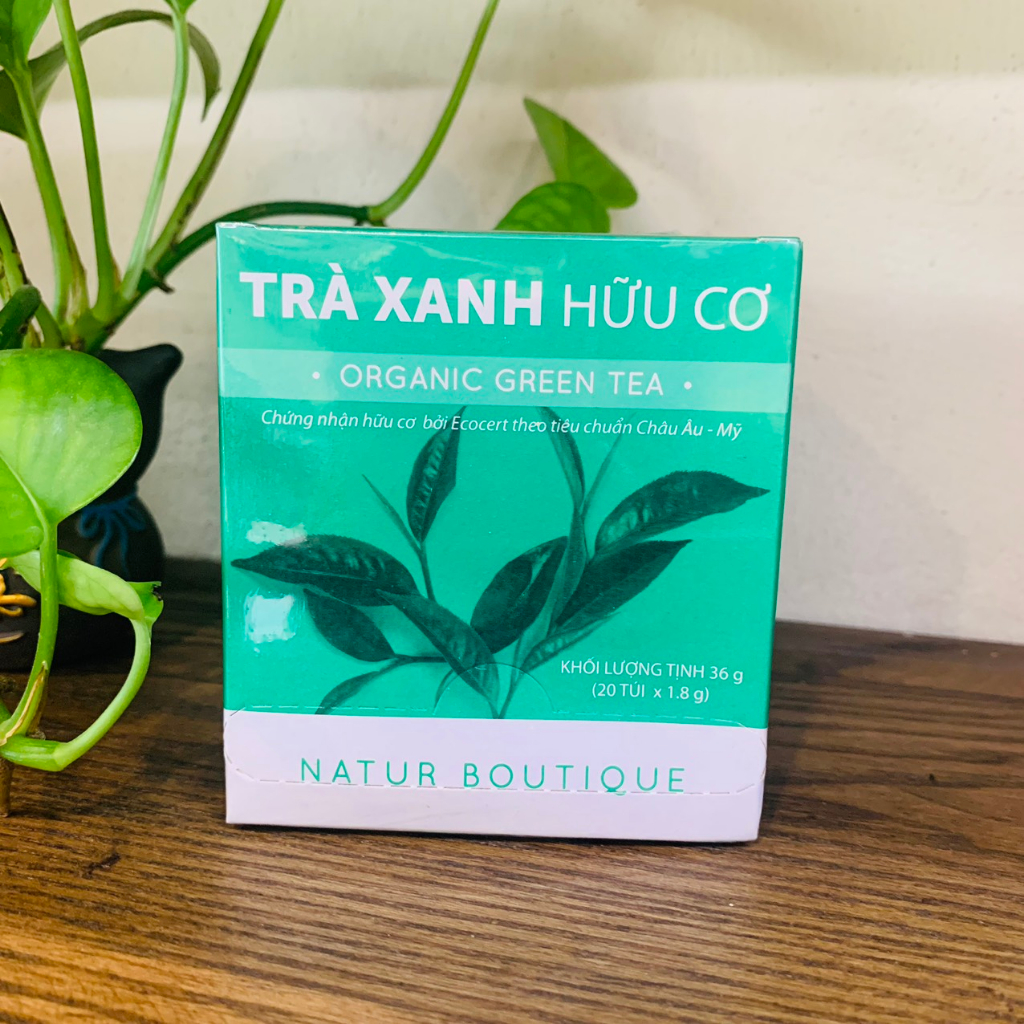 TRÀ XANH HỮU CƠ
• ORGANIC GREEN TEA •
Chứng nhận hữu cơ bởi Ecocert theo tiêu chuẩn Châu Âu - Mỹ
KHỐI LƯỢNG TỊNH 36 g
(20 TÚI x 1.8 g)
NATUR BOUTIQUE